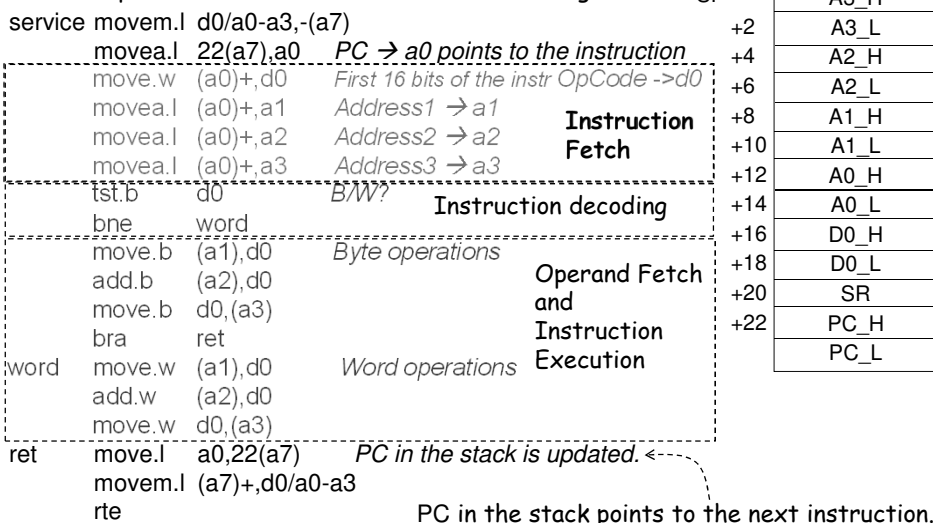 service movem.l d0/a0-a3,-(a7)
movea.l 22(a7),a0 PC → a0 points to the instruction
move.w (a0)+,d0 First 16 bits of the instr OpCode ->d0
movea.l (a0)+,a1 Address1 → a1
movea.l (a0)+,a2 Address2 → a2
movea.l (a0)+,a3 Address3 → a3
Instruction
Fetch
tst.b d0 B/W?
bne word
Instruction decoding
move.b (a1),d0 Byte operations
add.b (a2),d0
move.b d0,(a3)
bra ret
word move.w (a1),d0 Word operations
add.w (a2),d0
move.w d0,(a3)
Operand Fetch
and
Instruction
Execution
ret move.l a0,22(a7) PC in the stack is updated.
movem.l (a7)+,d0/a0-a3
rte PC in the stack points to the next instruction.
A3_H
+2 A3_L
+4 A2_H
+6 A2_L
+8 A1_H
+10 A1_L
+12 A0_H
+14 A0_L
+16 D0_H
+18 D0_L
+20 SR
+22 PC_H
PC_L